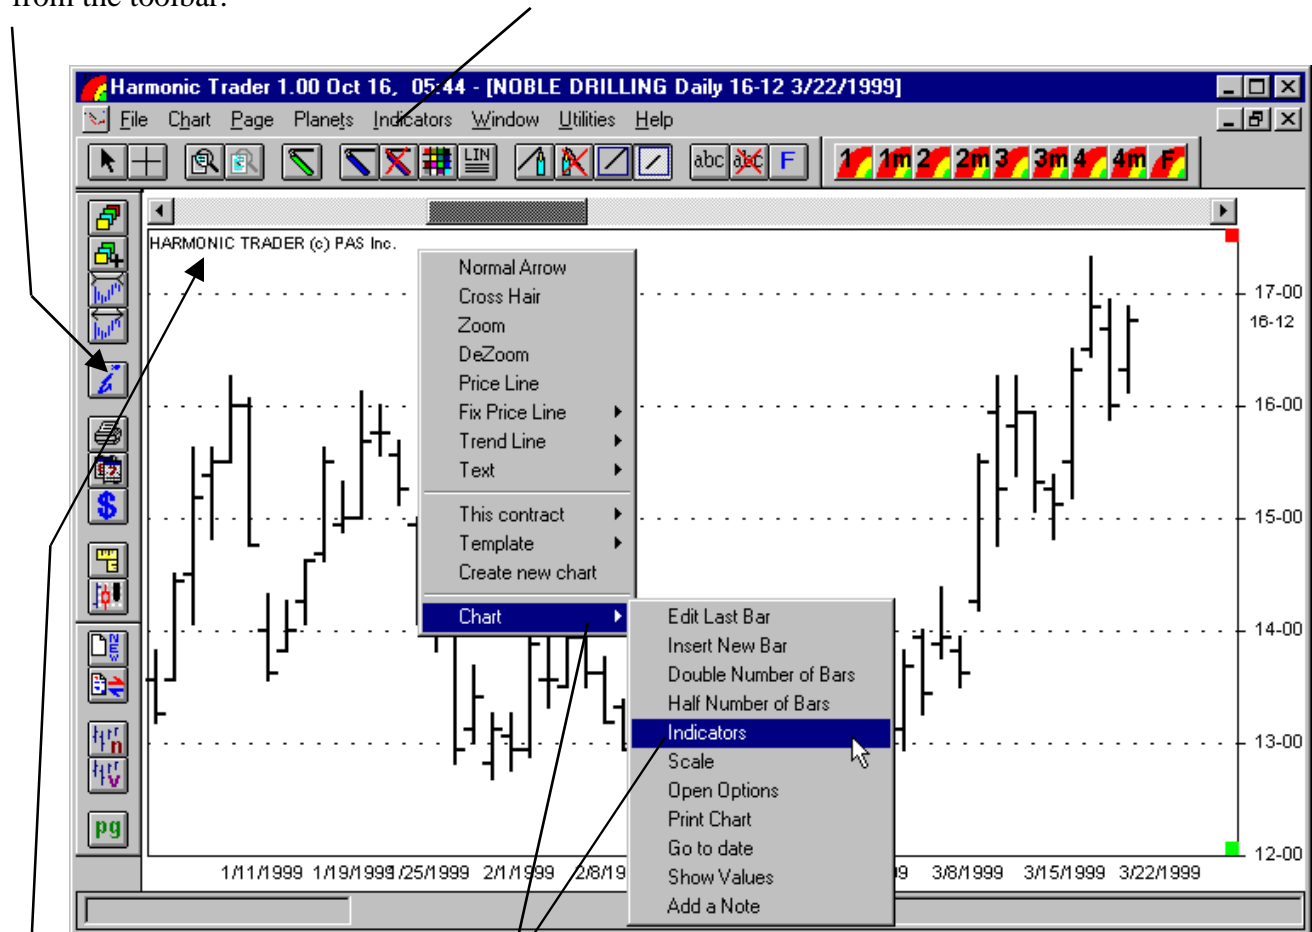 from the toolbar.
Harmonic Trader 1.00 Oct 16, 05:44 - [NOBLE DRILLING Daily 16-12 3/22/1999]
File Chart Page Planets Indicators Window Utilities Help
LIN abc abc F 1 1m 2 2m 3 3m 4 4m F
HARMONIC TRADER (c) PAS Inc.
Normal Arrow
Cross Hair
Zoom
DeZoom
Price Line
Fix Price Line
Trend Line
Text
This contract
Template
Create new chart
Chart
Edit Last Bar
Insert New Bar
Double Number of Bars
Half Number of Bars
Indicators
Scale
Open Options
Print Chart
Go to date
Show Values
Add a Note
17-00
16-12
16-00
15-00
14-00
13-00
12-00
i
$
NEW
n
v
pg
1/11/1999 1/19/1999 1/25/1999 2/1/1999 2/8/19 3/8/1999 3/15/1999 3/22/1999